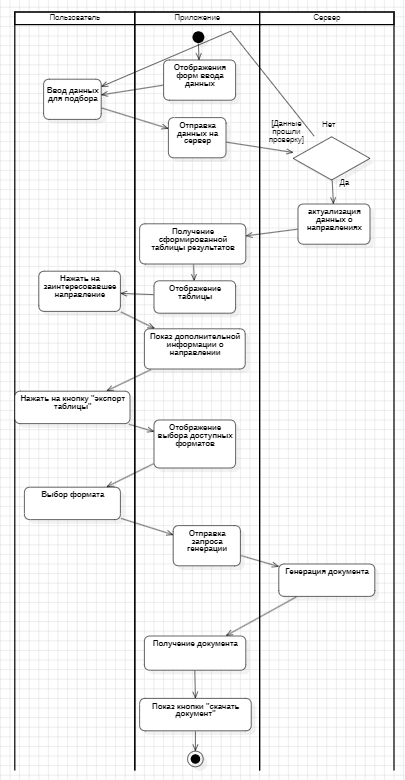 Пользователь
Приложение
Сервер
Отображения
форм ввода
данных
Ввод данных
для подбора
Отправка
данных на
сервер
[Данные
прошли
проверку]
Нет
Да
актуализация
данных о
направлениях
Получение
сформированной
таблицы результатов
Нажать на
заинтересовавшее
направление
Отображение
таблицы
Показ дополнительной
информации о
направлении
Нажать на кнопку "экспорт
таблицы"
Отображение
выбора доступных
форматов
Выбор формата
Отправка
запроса
генерации
Генерация документа
Получение документа
Показ кнопки "скачать
документ"